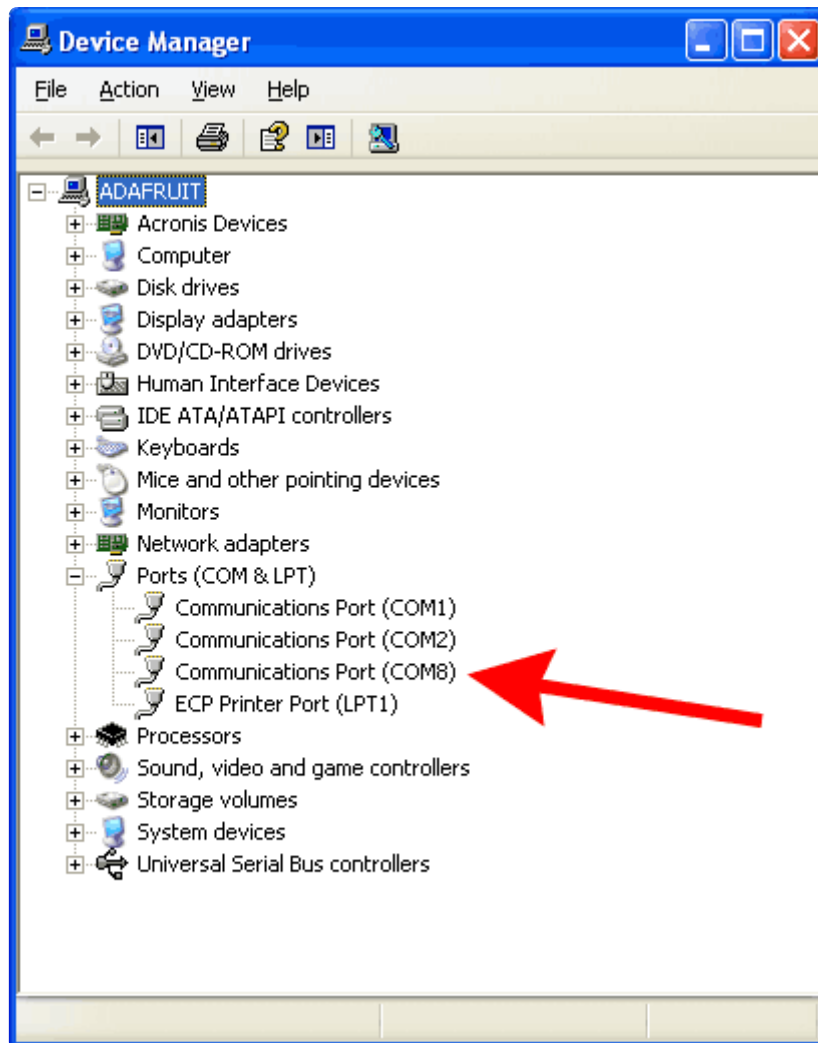 Device Manager
File Action View Help
ADAFRUIT
Acronis Devices
Computer
Disk drives
Display adapters
DVD/CD-ROM drives
Human Interface Devices
IDE ATA/ATAPI controllers
Keyboards
Mice and other pointing devices
Monitors
Network adapters
Ports (COM & LPT)
Communications Port (COM1)
Communications Port (COM2)
Communications Port (COM8)
ECP Printer Port (LPT1)
Processors
Sound, video and game controllers
Storage volumes
System devices
Universal Serial Bus controllers